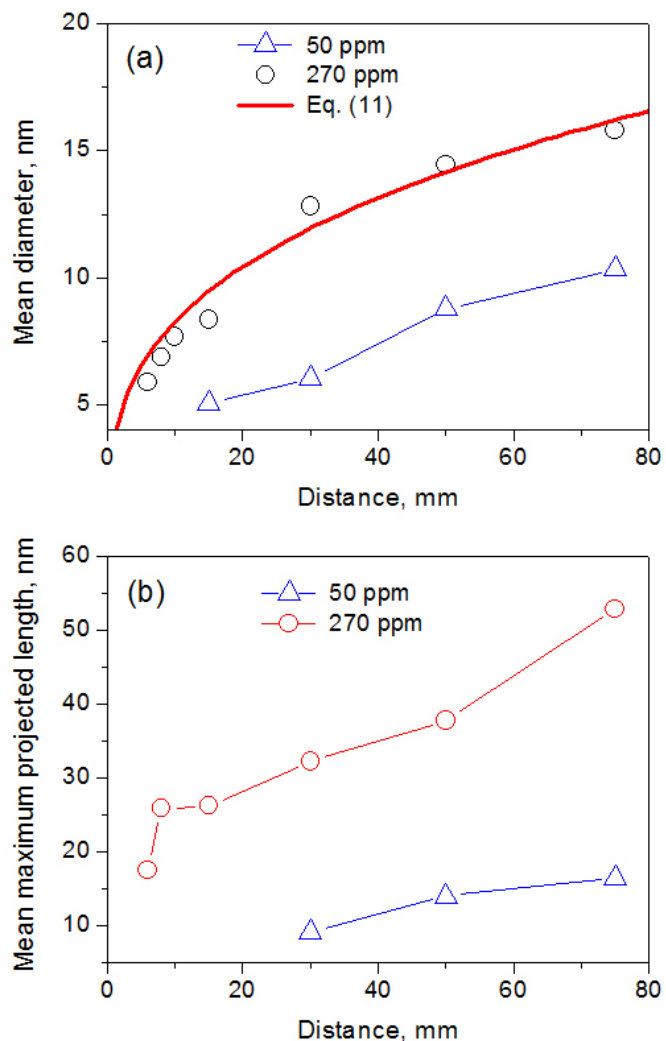 (a)
50 ppm
270 ppm
Eq. (11)
20
15
10
5
Mean diameter, nm
0 20 40 60 80
Distance, mm
(b)
50 ppm
270 ppm
60
50
40
30
20
10
Mean maximum projected length, nm
0 20 40 60 80
Distance, mm